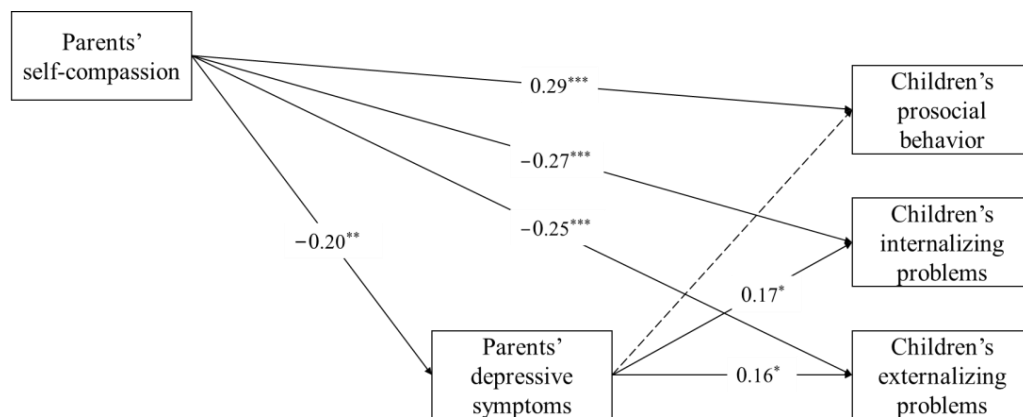 Parents'
self-compassion
0.29***
Children's
prosocial
behavior
−0.27***
−0.25***
Children's
internalizing
problems
−0.20**
0.17*
Parents'
depressive
symptoms
0.16*
Children's
externalizing
problems